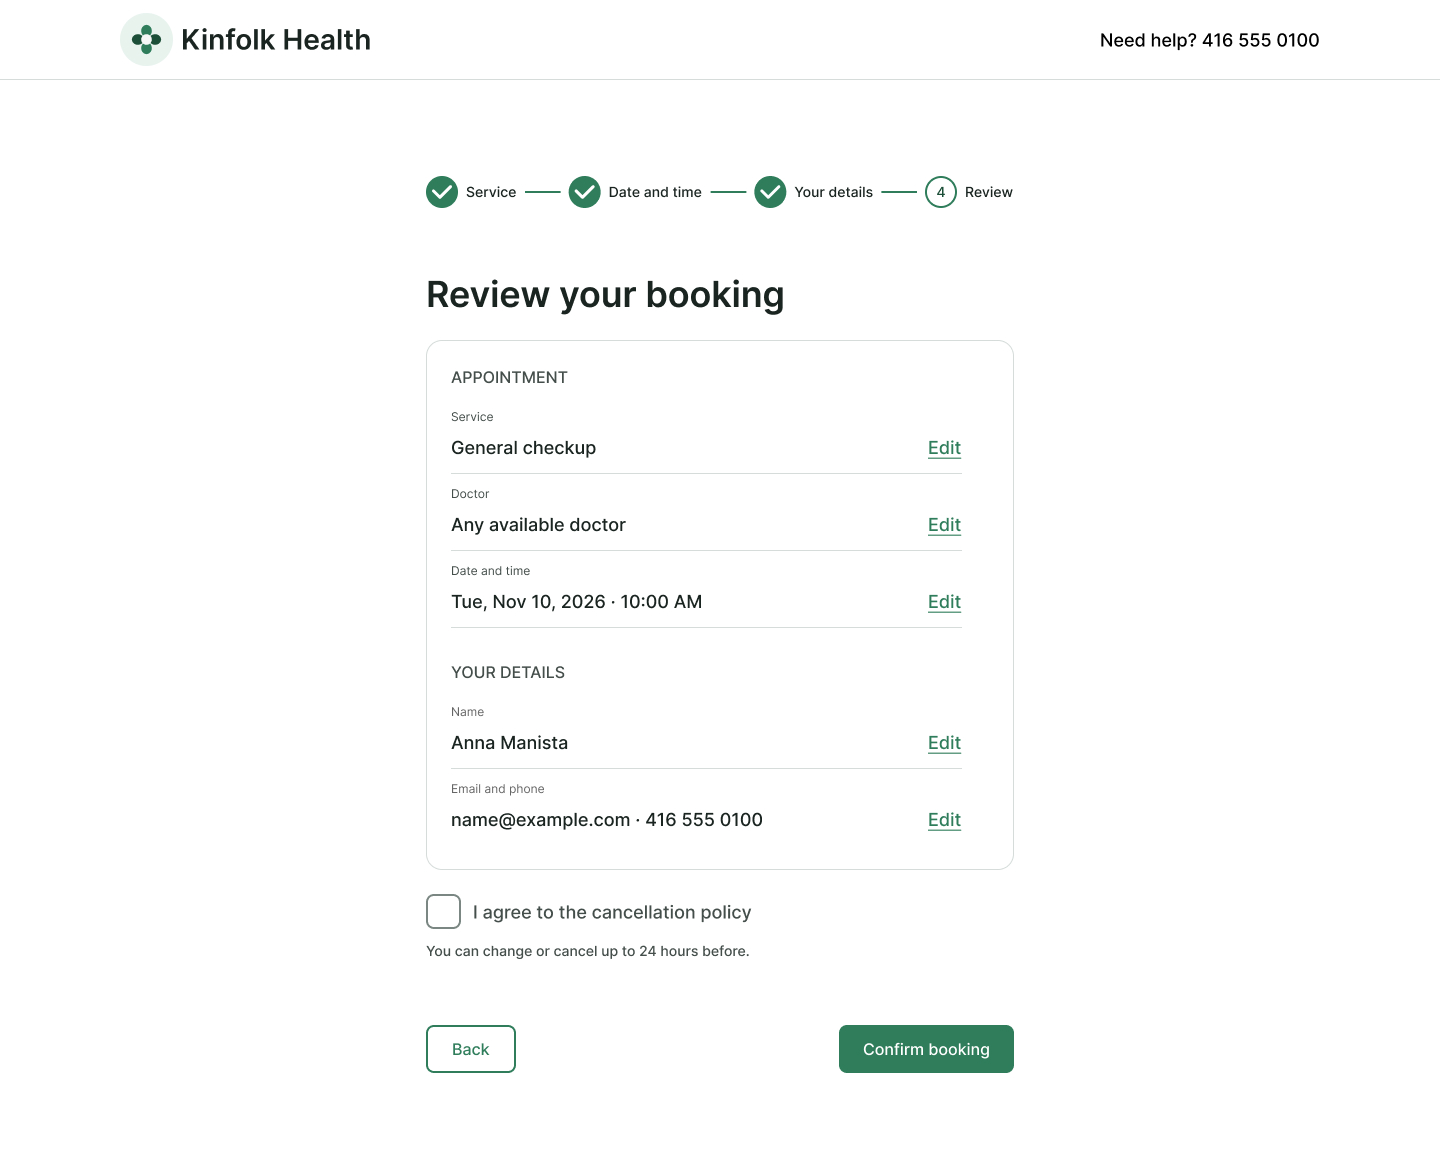 Kinfolk Health
Need help? 416 555 0100
Service
Date and time
Your details
4
Review
Review your booking
APPOINTMENT
Service
General checkup
Edit
Doctor
Any available doctor
Edit
Date and time
Tue, Nov 10, 2026 · 10:00 AM
Edit
YOUR DETAILS
Name
Anna Manista
Edit
Email and phone
name@example.com · 416 555 0100
Edit
I agree to the cancellation policy
You can change or cancel up to 24 hours before.
Back
Confirm booking